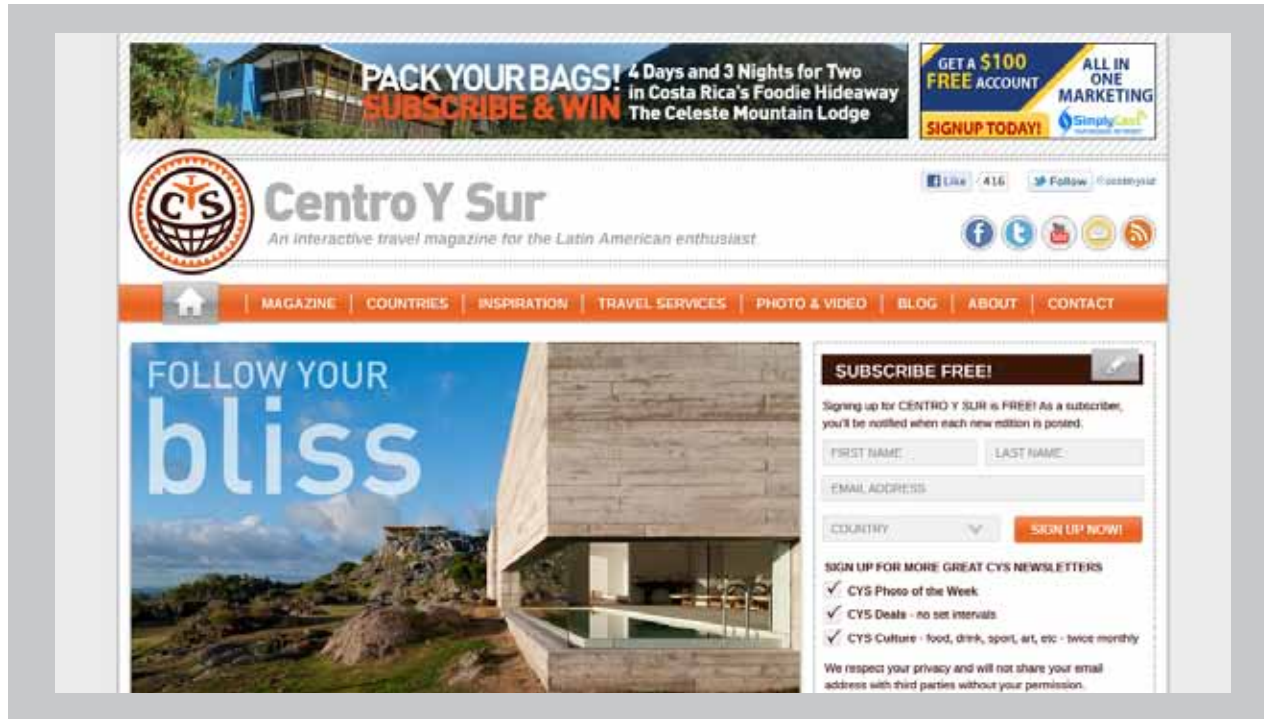 PACK YOUR BAGS!
SUBSCRIBE & WIN
4 Days and 3 Nights for Two
in Costa Rica's Foodie Hideaway
The Celeste Mountain Lodge
GET A $100
FREE ACCOUNT
ALL IN
ONE
MARKETING
SIGNUP TODAY!
SimplyCast
CTS
Centro Y Sur
An interactive travel magazine for the Latin American enthusiast
Like 416
Follow
MAGAZINE | COUNTRIES | INSPIRATION | TRAVEL SERVICES | PHOTO & VIDEO | BLOG | ABOUT | CONTACT
FOLLOW YOUR
bliss
SUBSCRIBE FREE!
Signing up for CENTRO Y SUR is FREE! As a subscriber,
you'll be notified when each new edition is posted.
FIRST NAME LAST NAME
EMAIL ADDRESS
COUNTRY SIGN UP NOW!
SIGN UP FOR MORE GREAT CYS NEWSLETTERS
CYS Photo of the Week
CYS Deals - no set intervals
CYS Culture - food, drink, sport, art, etc - twice monthly
We respect your privacy and will not share your email
address with third parties without your permission.